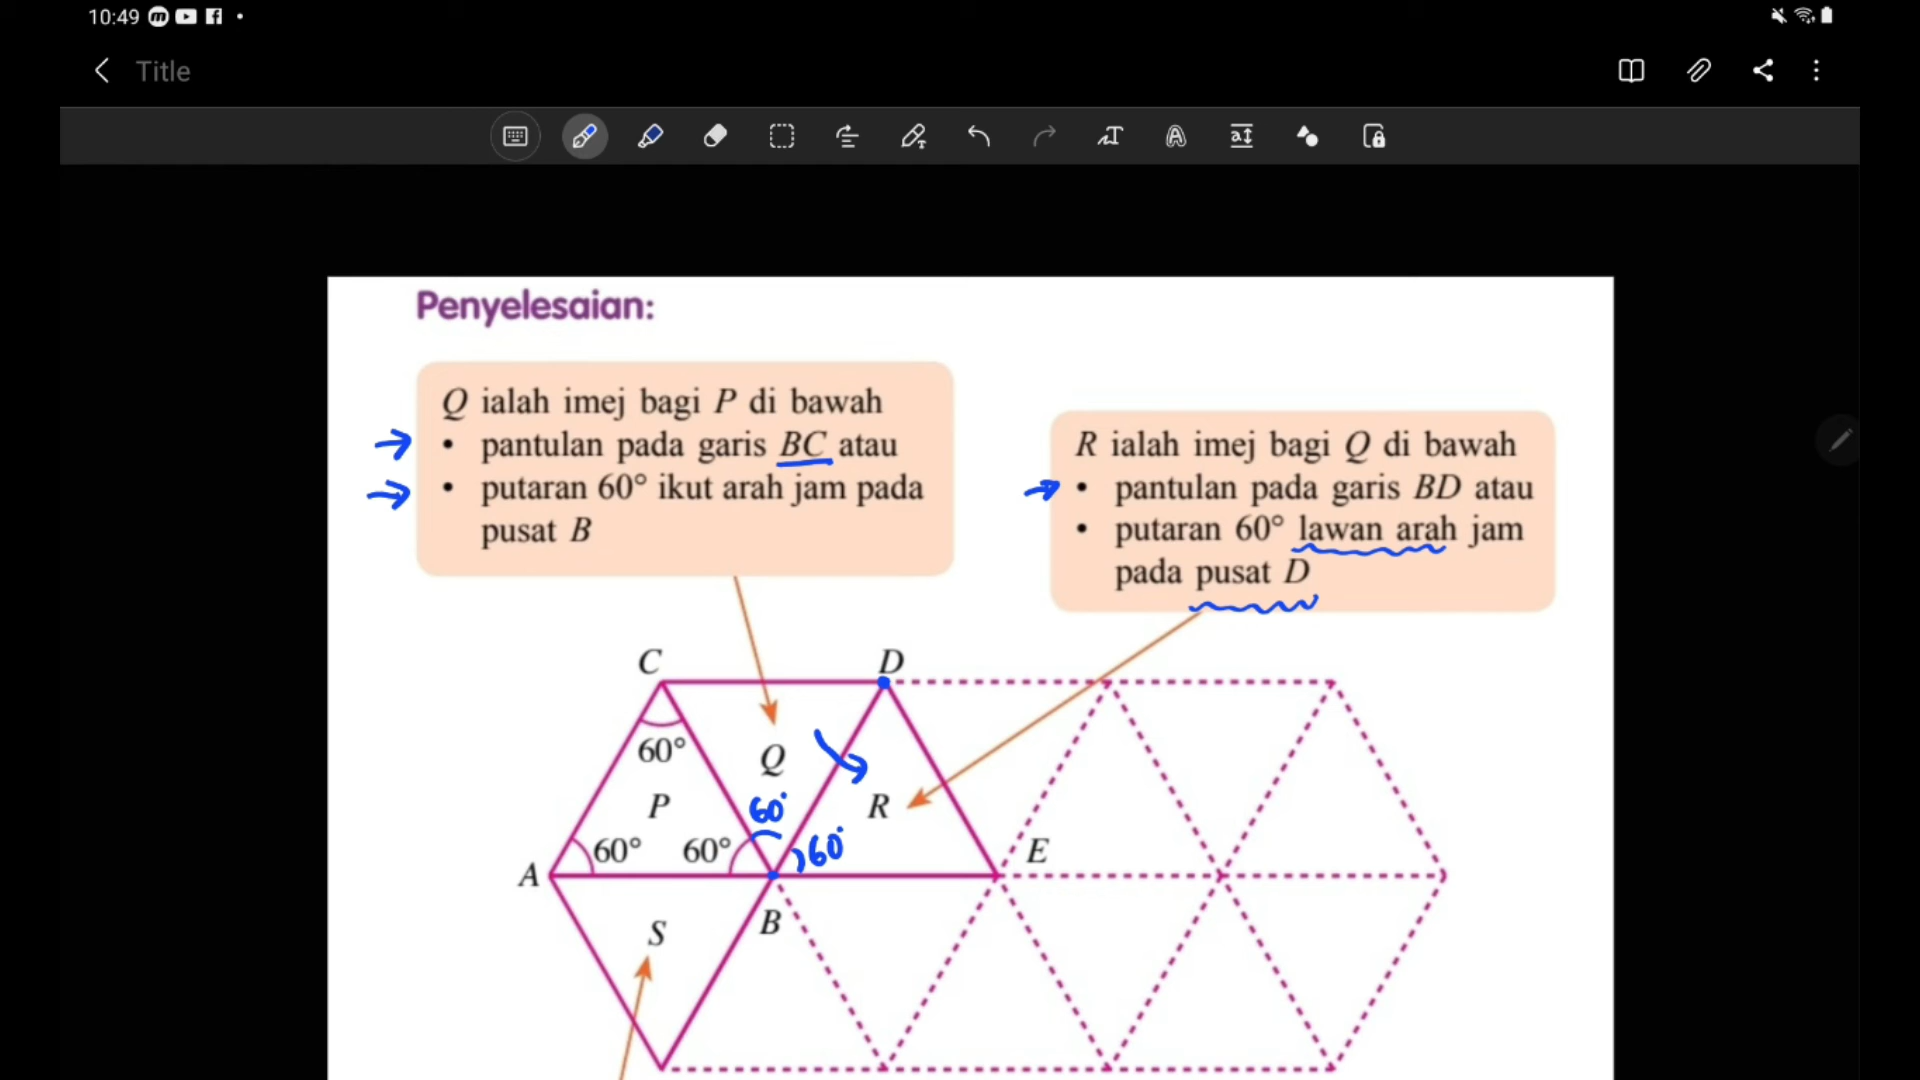 10:49
Title
Penyelesaian:
Q ialah imej bagi P di bawah
• pantulan pada garis BC atau
• putaran 60° ikut arah jam pada
pusat B
R ialah imej bagi Q di bawah
• pantulan pada garis BD atau
• putaran 60° lawan arah jam
pada pusat D
C
D
60°
Q
P
60°
R
60°
60°
60°
E
A
B
S